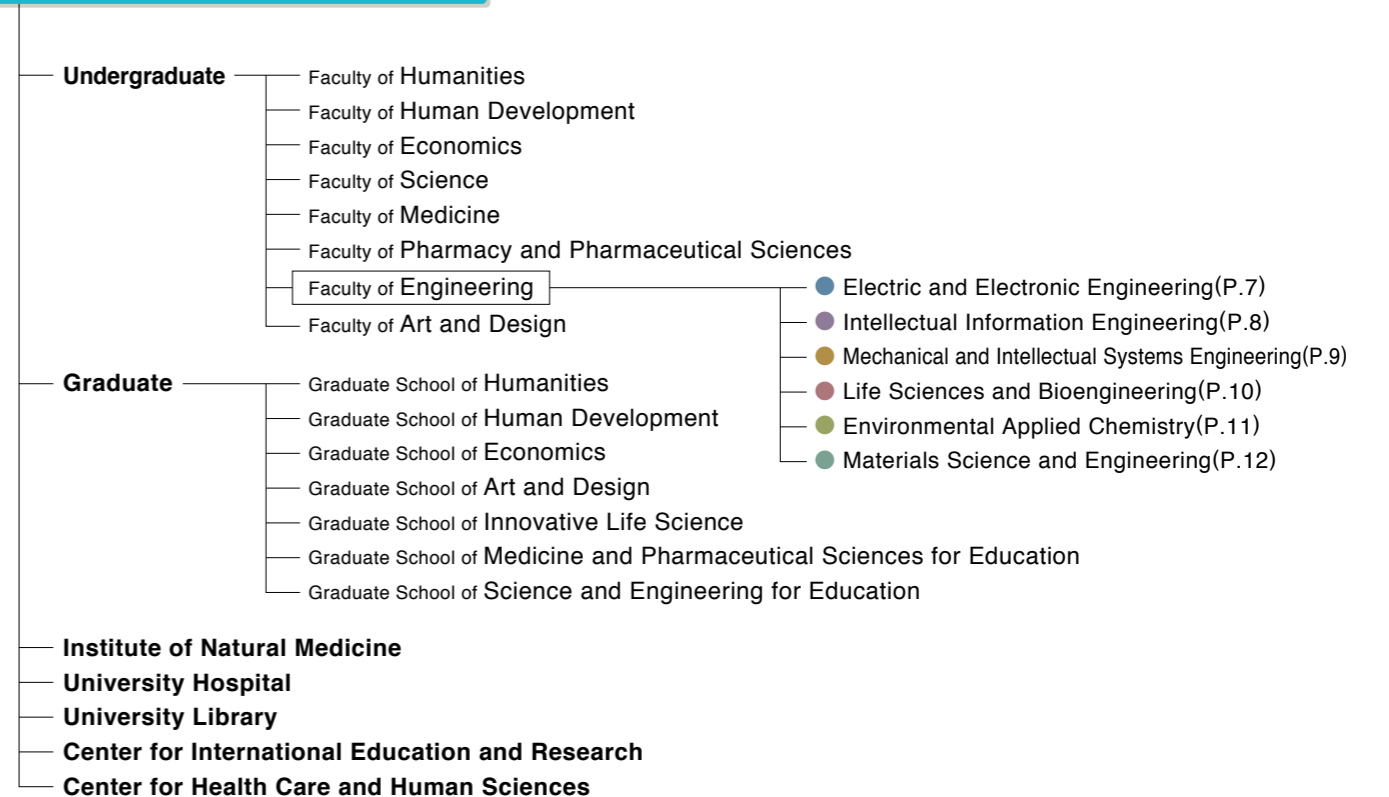 Undergraduate
Faculty of Humanities
Faculty of Human Development
Faculty of Economics
Faculty of Science
Faculty of Medicine
Faculty of Pharmacy and Pharmaceutical Sciences
Faculty of Engineering
Electric and Electronic Engineering(P.7)
Intellectual Information Engineering(P.8)
Mechanical and Intellectual Systems Engineering(P.9)
Life Sciences and Bioengineering(P.10)
Environmental Applied Chemistry(P.11)
Materials Science and Engineering(P.12)
Faculty of Art and Design
Graduate
Graduate School of Humanities
Graduate School of Human Development
Graduate School of Economics
Graduate School of Art and Design
Graduate School of Innovative Life Science
Graduate School of Medicine and Pharmaceutical Sciences for Education
Graduate School of Science and Engineering for Education
Institute of Natural Medicine
University Hospital
University Library
Center for International Education and Research
Center for Health Care and Human Sciences